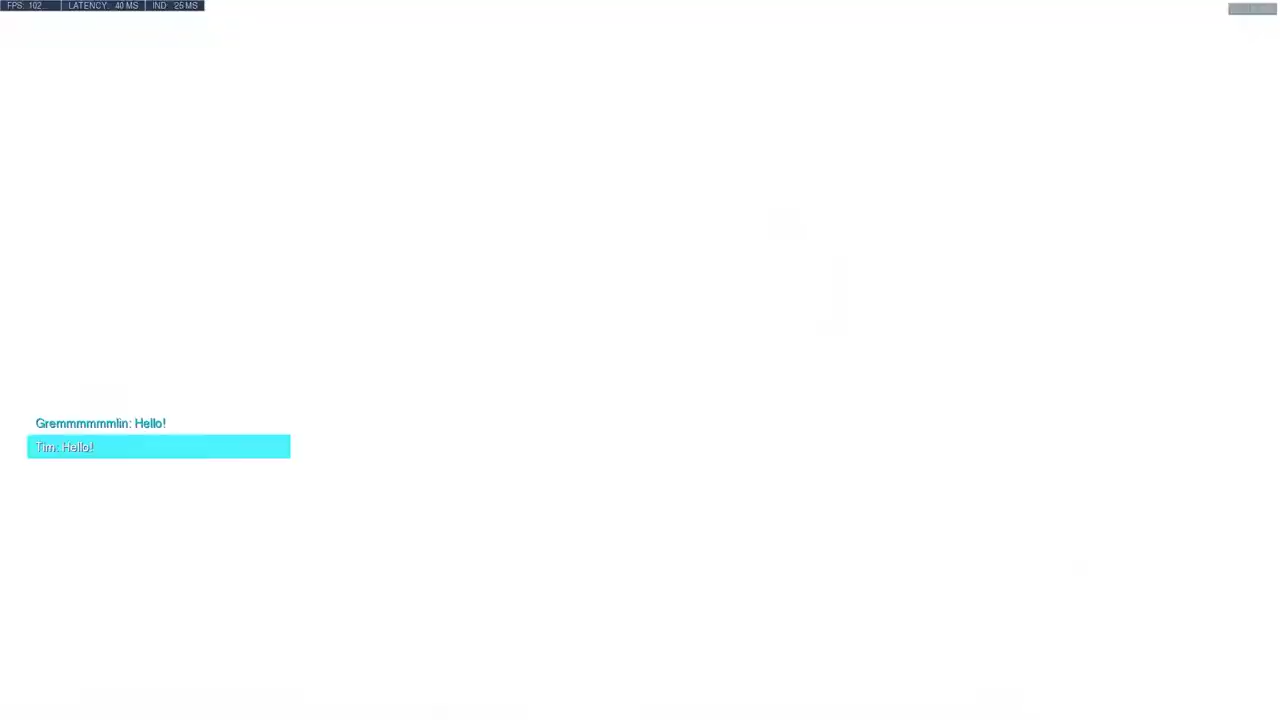 FPS: 102... | LATENCY: 40 MS | IND: 25 MS
Gremmmmmmlin: Hello!
Tim: Hello!